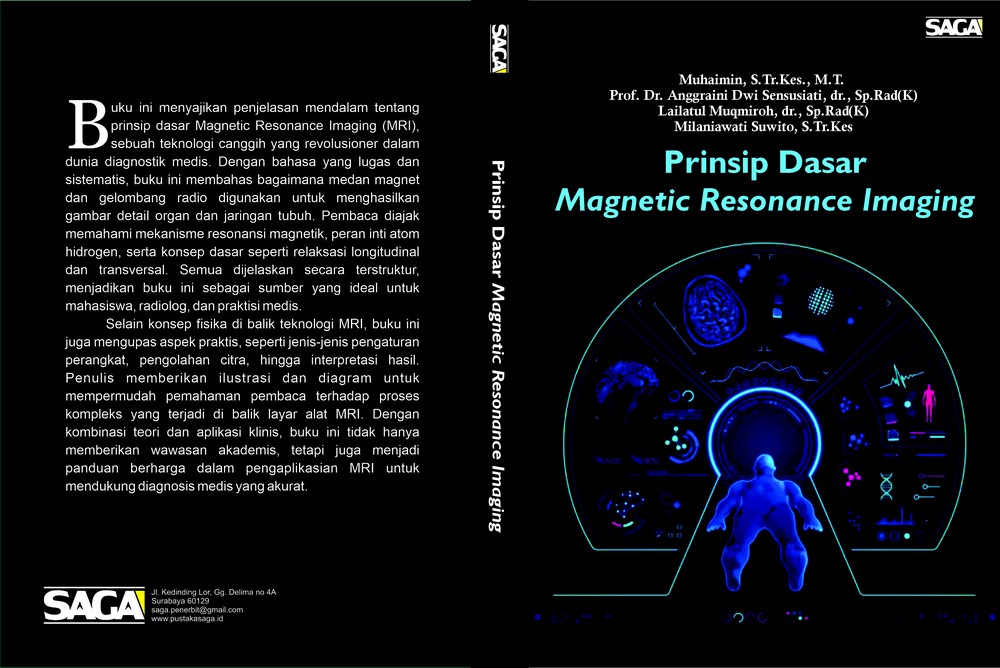 Buku ini menyajikan penjelasan mendalam tentang
prinsip dasar Magnetic Resonance Imaging (MRI),
sebuah teknologi canggih yang revolusioner dalam
dunia diagnostik medis. Dengan bahasa yang lugas dan
sistematis, buku ini membahas bagaimana medan magnet
dan gelombang radio digunakan untuk menghasilkan
gambar detail organ dan jaringan tubuh. Pembaca diajak
memahami mekanisme resonansi magnetik, peran inti atom
hidrogen, serta konsep dasar seperti relaksasi longitudinal
dan transversal. Semua dijelaskan secara terstruktur,
menjadikan buku ini sebagai sumber yang ideal untuk
mahasiswa, radiolog, dan praktisi medis.
Selain konsep fisika di balik teknologi MRI, buku ini
juga mengupas aspek praktis, seperti jenis-jenis pengaturan
perangkat, pengolahan citra, hingga interpretasi hasil.
Penulis memberikan ilustrasi dan diagram untuk
mempermudah pemahaman pembaca terhadap proses
kompleks yang terjadi di balik layar alat MRI. Dengan
kombinasi teori dan aplikasi klinis, buku ini tidak hanya
memberikan wawasan akademis, tetapi juga menjadi
panduan berharga dalam pengaplikasian MRI untuk
mendukung diagnosis medis yang akurat.
SAGA
Jl. Kedinding Lor, Gg. Delima no 4A
Surabaya 60129
saga.penerbit@gmail.com
www.pustakasaga.id
SAGA
Prinsip Dasar Magnetic Resonance Imaging
SAGA
Muhaimin, S.Tr.Kes., M.T.
Prof. Dr. Anggraini Dwi Sensusiati, dr., Sp.Rad(K)
Lailatul Muqmiroh, dr., Sp.Rad(K)
Milaniawati Suwito, S.Tr.Kes
Prinsip Dasar
Magnetic Resonance Imaging